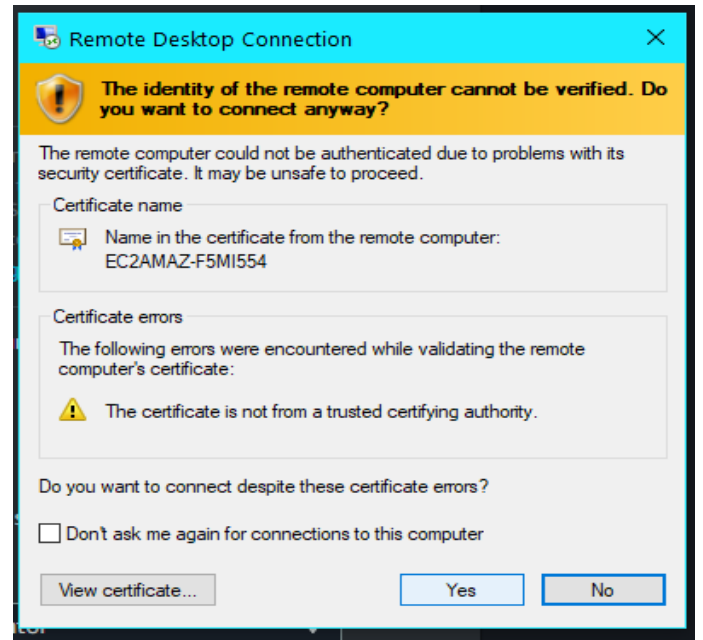 Remote Desktop Connection
The identity of the remote computer cannot be verified. Do
you want to connect anyway?
The remote computer could not be authenticated due to problems with its
security certificate. It may be unsafe to proceed.
Certificate name
Name in the certificate from the remote computer:
EC2AMAZ-F5MI554
Certificate errors
The following errors were encountered while validating the remote
computer's certificate:
The certificate is not from a trusted certifying authority.
Do you want to connect despite these certificate errors?
Don't ask me again for connections to this computer
View certificate...
Yes
No